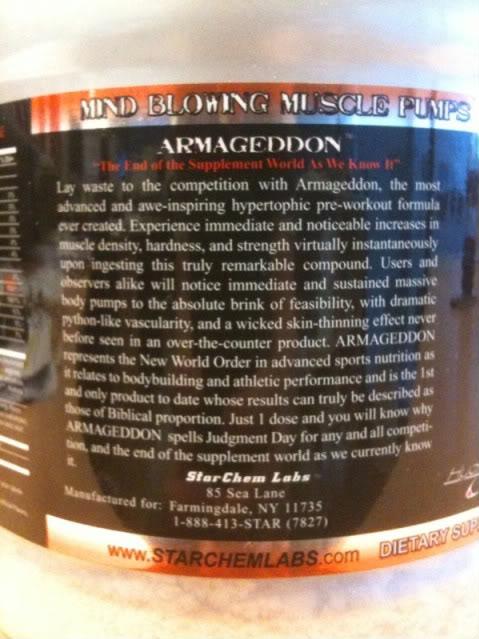 MIND BLOWING MUSCLE PUMPS
ARMAGEDDON™
"The End of the Supplement World As We Know It"
Lay waste to the competition with Armageddon, the most
advanced and awe-inspiring hypertophic pre-workout formula
ever created. Experience immediate and noticeable increases in
muscle density, hardness, and strength virtually instantaneously
upon ingesting this truly remarkable compound. Users and
observers alike will notice immediate and sustained massive
body pumps to the absolute brink of feasibility, with dramatic
python-like vascularity, and a wicked skin-thinning effect never
before seen in an over-the-counter product. ARMAGEDDON
represents the New World Order in advanced sports nutrition as
it relates to bodybuilding and athletic performance and is the 1st
and only product to date whose results can truly be described as
those of Biblical proportion. Just 1 dose and you will know why
ARMAGEDDON spells Judgment Day for any and all competi-
tion, and the end of the supplement world as we currently know
it.
StarChem Labs™
85 Sea Lane
Manufactured for: Farmingdale, NY 11735
1-888-413-STAR (7827)
www.STARCHEMLABS.com
DIETARY